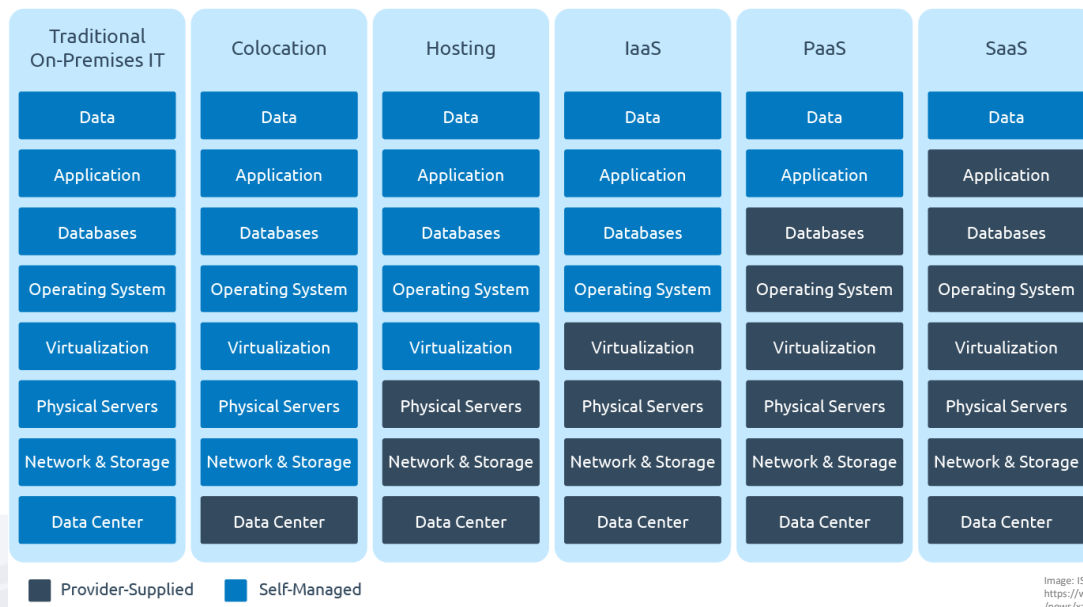 Traditional
On-Premises IT
Data
Application
Databases
Operating System
Virtualization
Physical Servers
Network & Storage
Data Center
Colocation
Data
Application
Databases
Operating System
Virtualization
Physical Servers
Network & Storage
Data Center
Hosting
Data
Application
Databases
Operating System
Virtualization
Physical Servers
Network & Storage
Data Center
IaaS
Data
Application
Databases
Operating System
Virtualization
Physical Servers
Network & Storage
Data Center
PaaS
Data
Application
Databases
Operating System
Virtualization
Physical Servers
Network & Storage
Data Center
SaaS
Data
Application
Databases
Operating System
Virtualization
Physical Servers
Network & Storage
Data Center
Provider-Supplied
Self-Managed
Image: